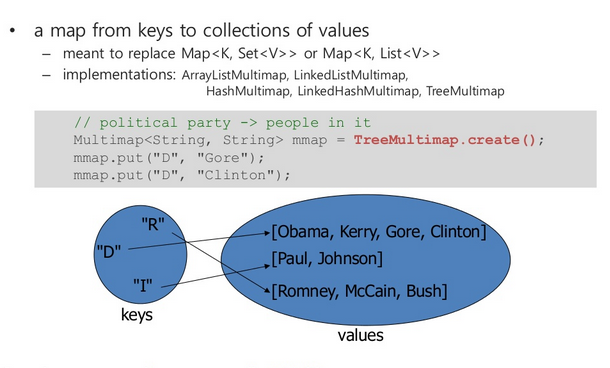 • a map from keys to collections of values
– meant to replace Map<K, Set<V>> or Map<K, List<V>>
– implementations: ArrayListMultimap, LinkedListMultimap,
HashMultimap, LinkedHashMultimap, TreeMultimap
// political party -> people in it
Multimap<String, String> mmap = TreeMultimap.create();
mmap.put("D", "Gore");
mmap.put("D", "Clinton");
"R"
"D"
"I"
keys
[Obama, Kerry, Gore, Clinton]
[Paul, Johnson]
[Romney, McCain, Bush]
values